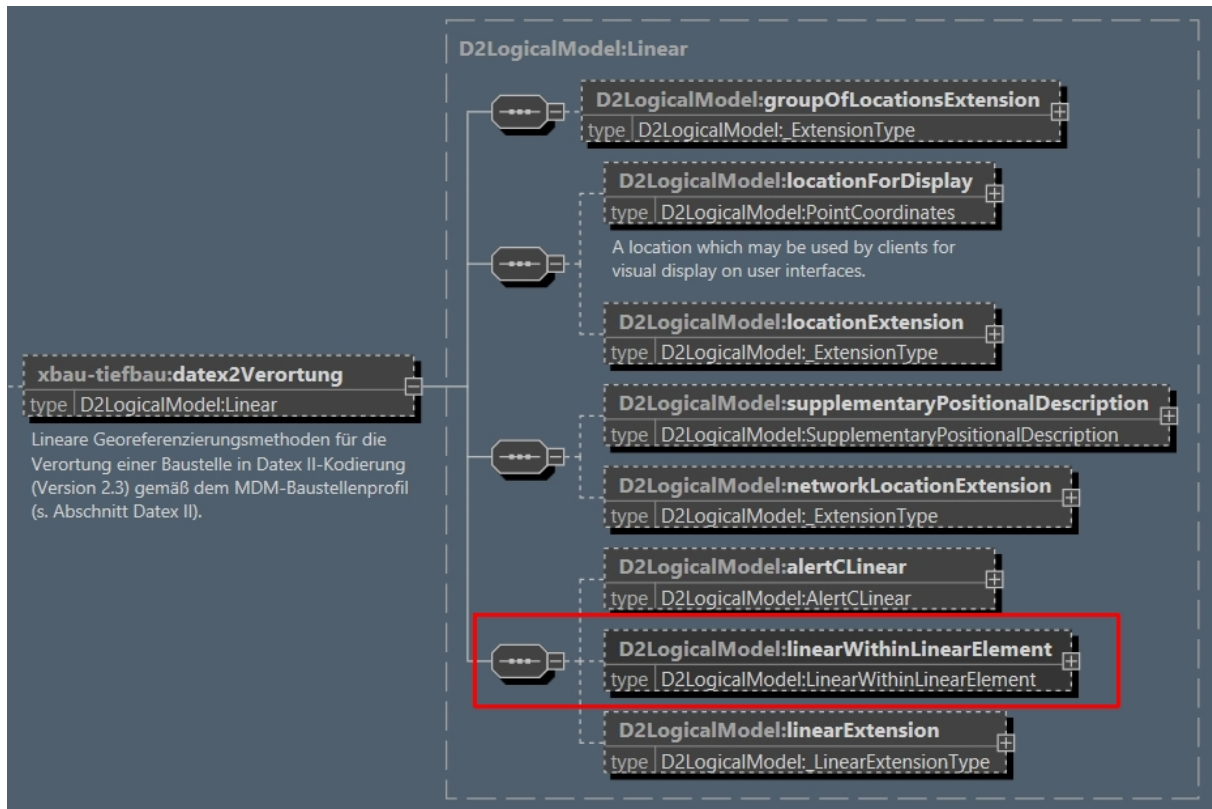 D2LogicalModel:Linear
D2LogicalModel:groupOfLocationsExtension
type D2LogicalModel:_ExtensionType
D2LogicalModel:locationForDisplay
type D2LogicalModel:PointCoordinates
A location which may be used by clients for
visual display on user interfaces.
D2LogicalModel:locationExtension
type D2LogicalModel:_ExtensionType
xbau-tiefbau:datex2Verortung
type D2LogicalModel:Linear
Lineare Georeferenzierungsmethoden für die
Verortung einer Baustelle in Datex II-Kodierung
(Version 2.3) gemäß dem MDM-Baustellenprofil
(s. Abschnitt Datex II).
D2LogicalModel:supplementaryPositionalDescription
type D2LogicalModel:SupplementaryPositionalDescription
D2LogicalModel:networkLocationExtension
type D2LogicalModel:_ExtensionType
D2LogicalModel:alertCLinear
type D2LogicalModel:AlertCLinear
D2LogicalModel:linearWithinLinearElement
type D2LogicalModel:LinearWithinLinearElement
D2LogicalModel:linearExtension
type D2LogicalModel:_LinearExtensionType